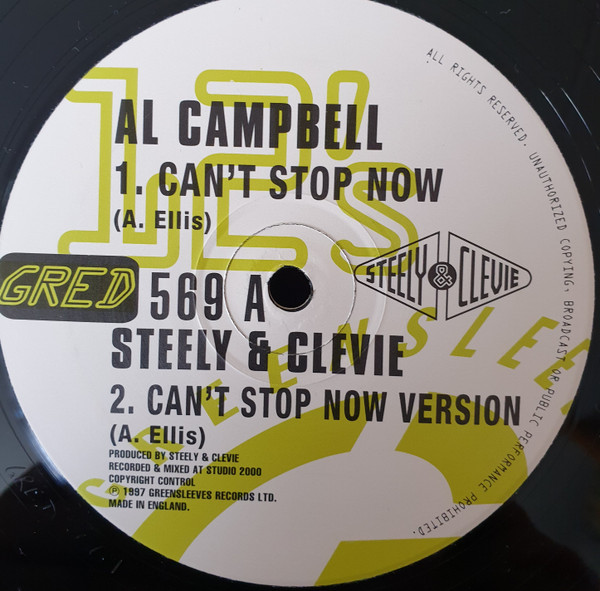 12's
AL CAMPBELL
1. CAN'T STOP NOW
(A. Ellis)
GRED 569 A
STEELY & CLEVIE
STEELY & CLEVIE
2. CAN'T STOP NOW VERSION
(A. Ellis)
PRODUCED BY STEELY & CLEVIE
RECORDED & MIXED AT STUDIO 2000
COPYRIGHT CONTROL
Ⓟ 1997 GREENSLEEVES RECORDS LTD.
MADE IN ENGLAND.
ALL RIGHTS RESERVED. UNAUTHORIZED COPYING, BROADCAST OR PUBLIC PERFORMANCE PROHIBITED.